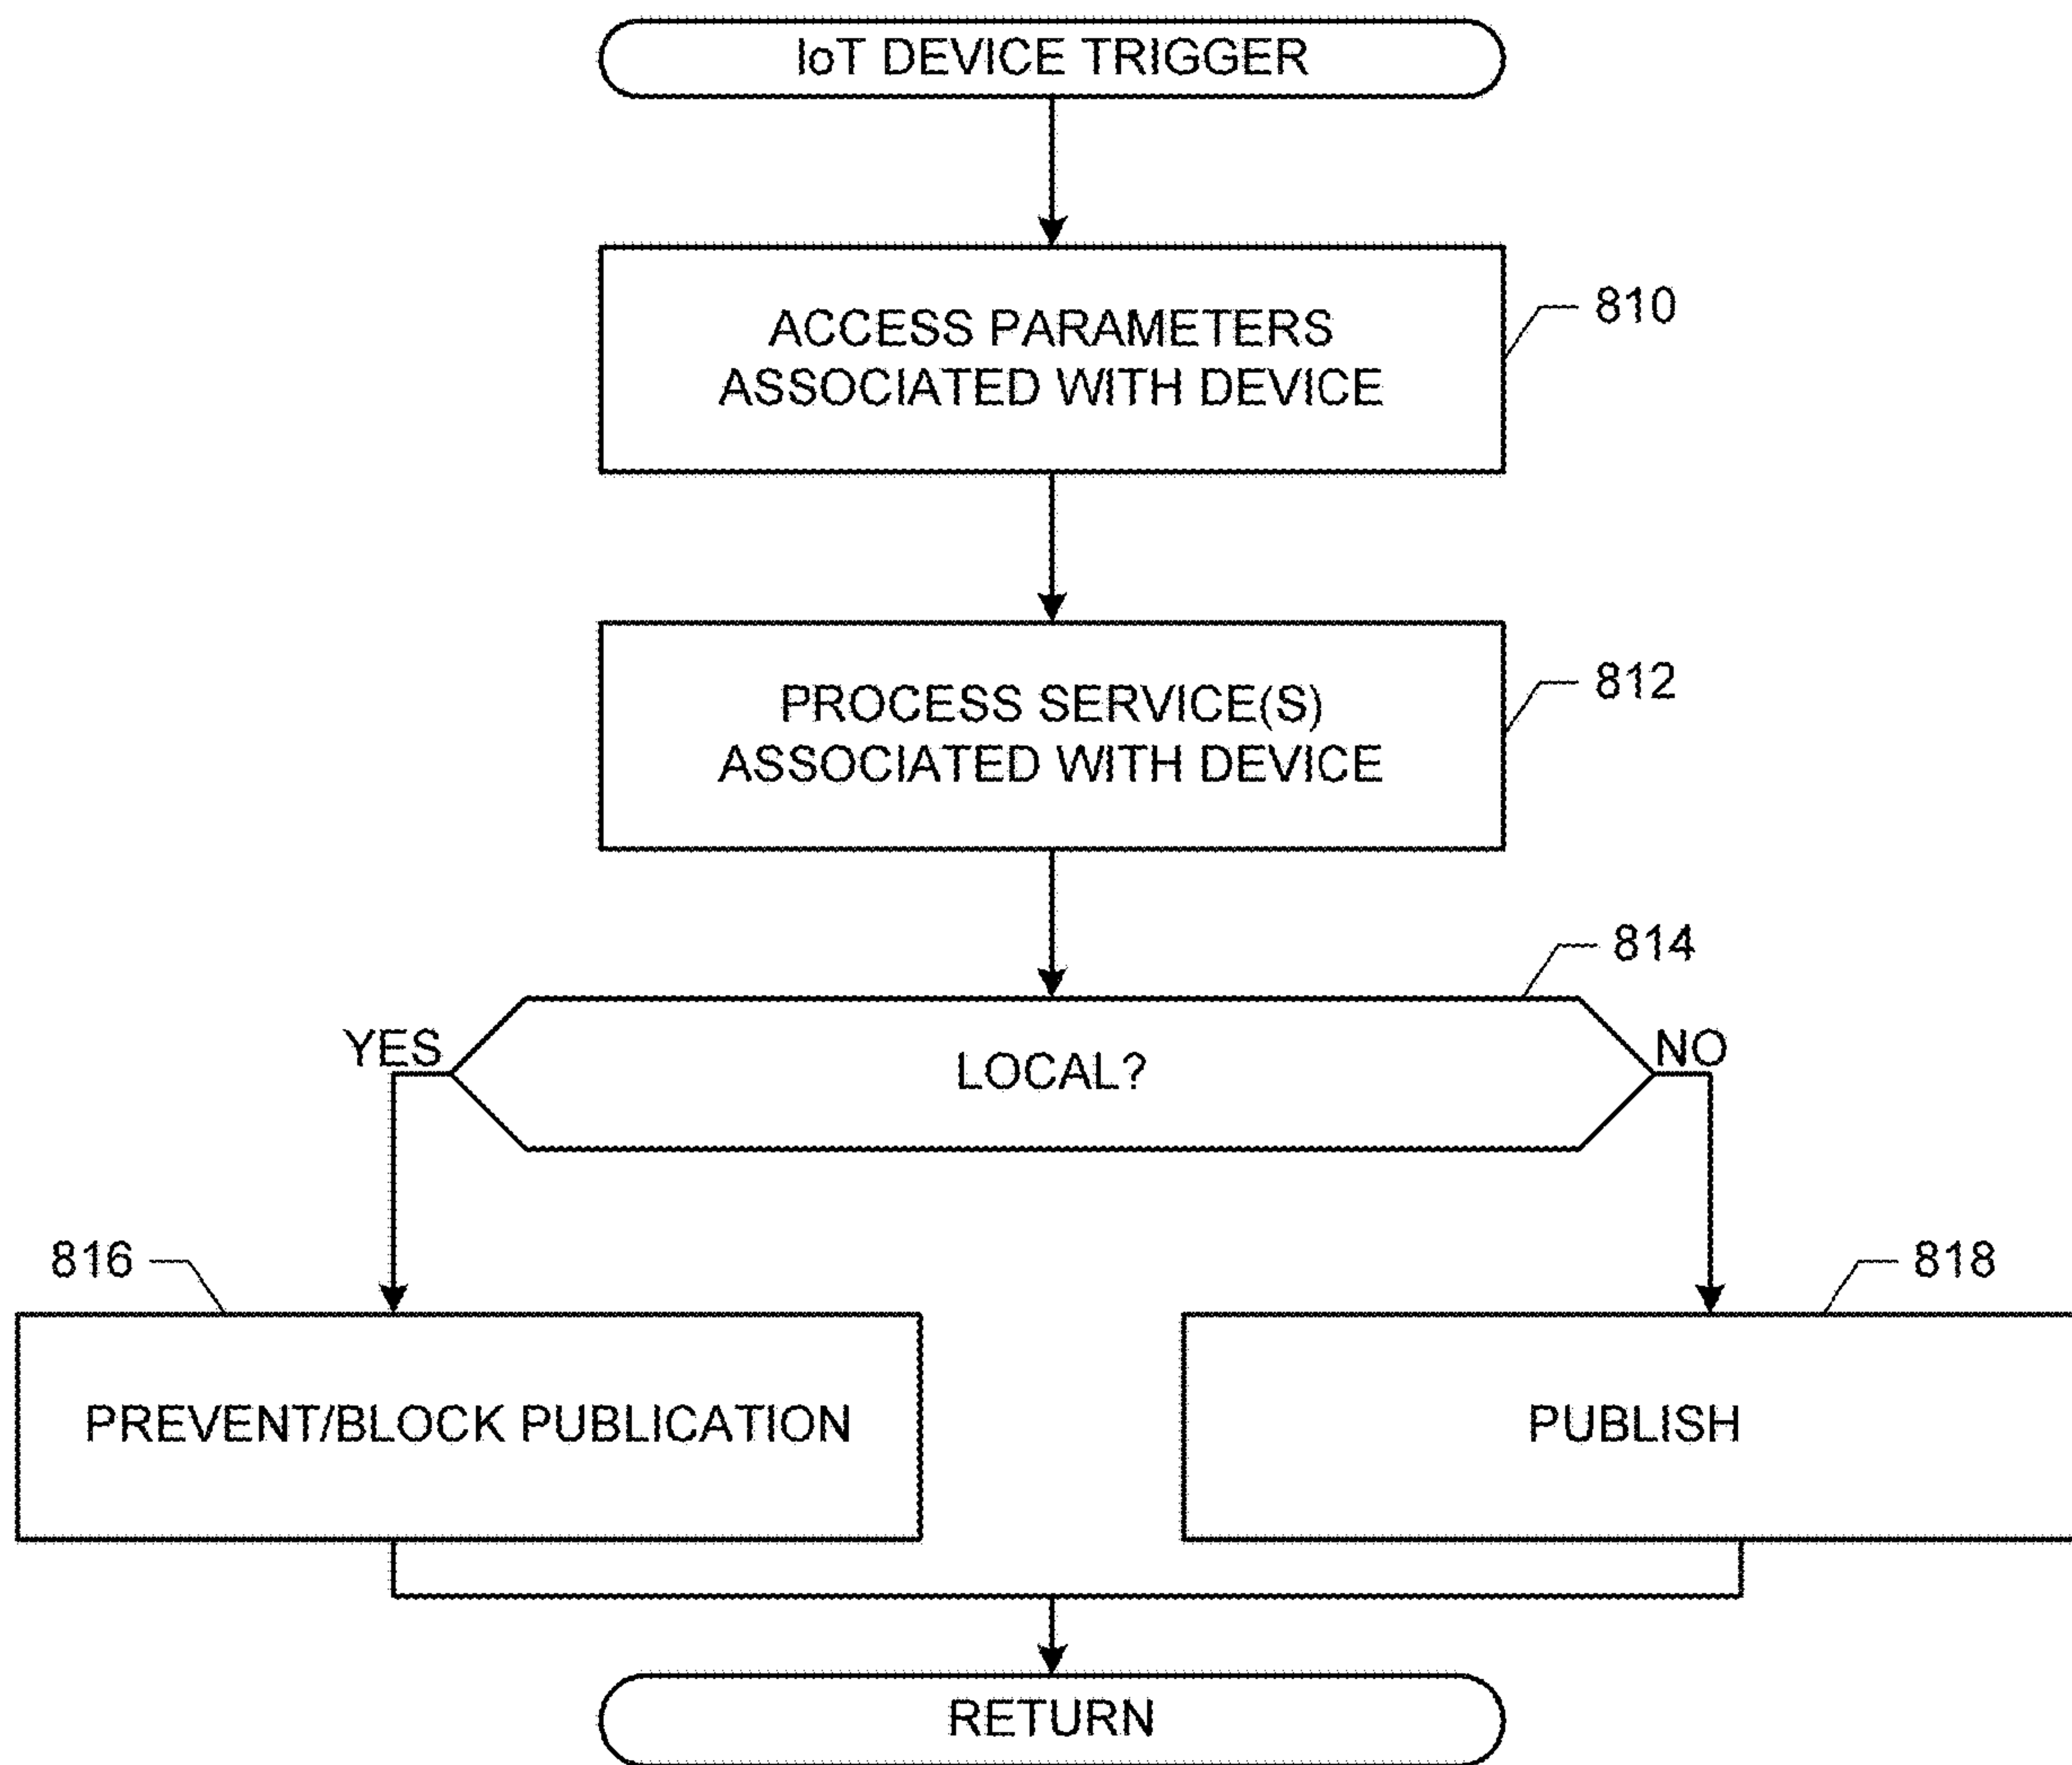 IoT DEVICE TRIGGER
ACCESS PARAMETERS
ASSOCIATED WITH DEVICE
810
PROCESS SERVICE(S)
ASSOCIATED WITH DEVICE
812
814
YES
LOCAL?
NO
816
818
PREVENT/BLOCK PUBLICATION
PUBLISH
RETURN